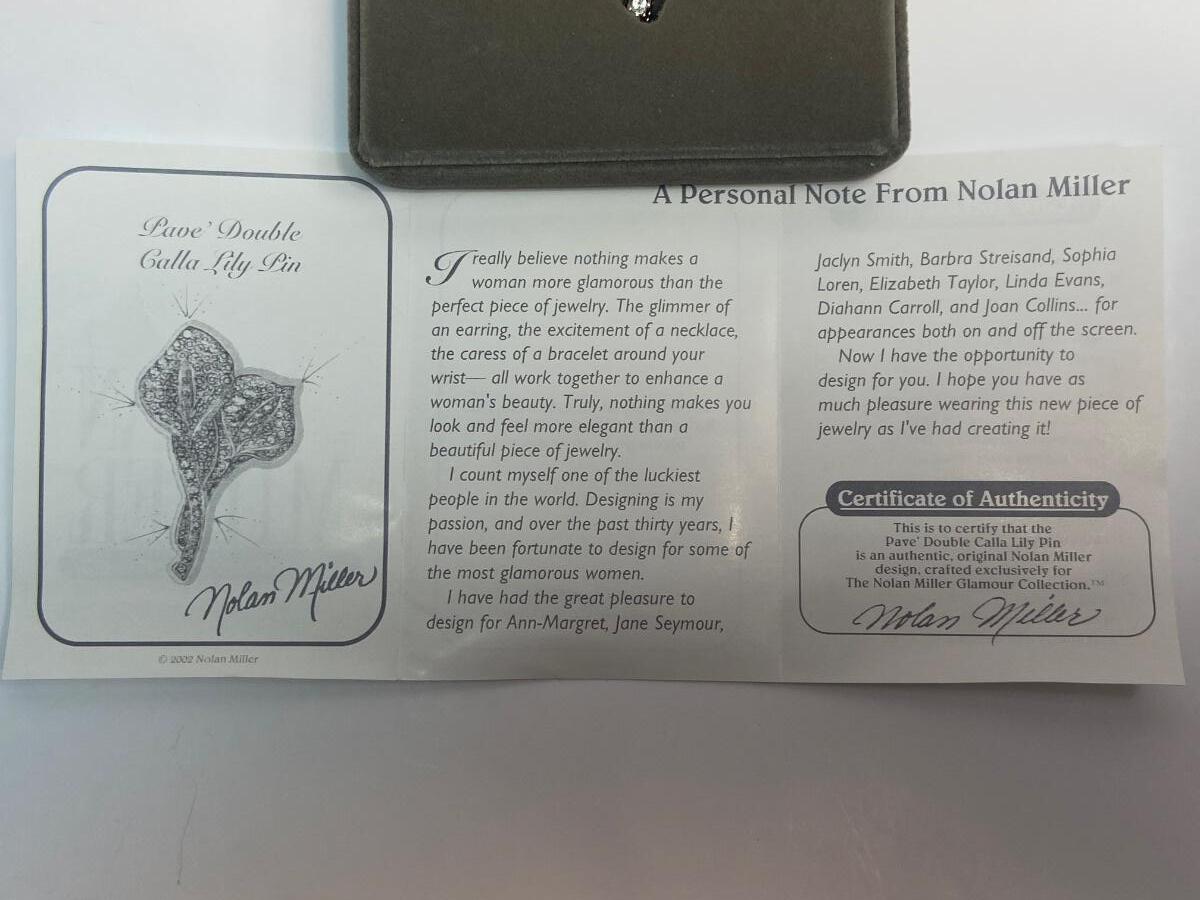 Pave' Double
Calla Lily Pin
Nolan Miller
© 2002 Nolan Miller
A Personal Note From Nolan Miller
I really believe nothing makes a
woman more glamorous than the
perfect piece of jewelry. The glimmer of
an earring, the excitement of a necklace,
the caress of a bracelet around your
wrist— all work together to enhance a
woman's beauty. Truly, nothing makes you
look and feel more elegant than a
beautiful piece of jewelry.
I count myself one of the luckiest
people in the world. Designing is my
passion, and over the past thirty years, I
have been fortunate to design for some of
the most glamorous women.
I have had the great pleasure to
design for Ann-Margret, Jane Seymour,
Jaclyn Smith, Barbra Streisand, Sophia
Loren, Elizabeth Taylor, Linda Evans,
Diahann Carroll, and Joan Collins... for
appearances both on and off the screen.
Now I have the opportunity to
design for you. I hope you have as
much pleasure wearing this new piece of
jewelry as I've had creating it!
Certificate of Authenticity
This is to certify that the
Pave' Double Calla Lily Pin
is an authentic, original Nolan Miller
design, crafted exclusively for
The Nolan Miller Glamour Collection.™
Nolan Miller